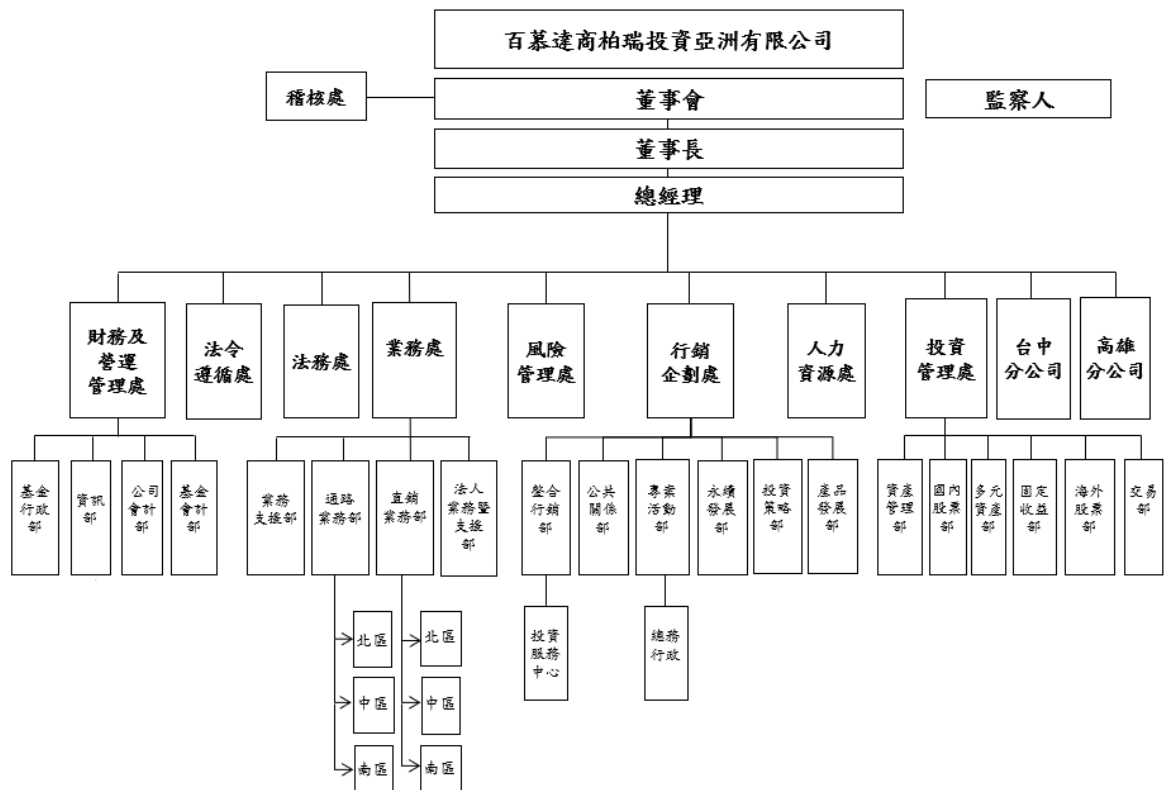 百慕達商柏瑞投資亞洲有限公司
稽核處
董事會
監察人
董事長
總經理
財務及
營運
管理處
法令
遵循處
法務處
業務處
風險
管理處
行銷
企劃處
人力
資源處
投資
管理處
台中
分公司
高雄
分公司
基金
行政
部
資訊
部
公司
會計
部
基金
會計
部
業務
支援部
通路
業務部
直銷
業務部
法人
業務暨
支援
部
整合
行銷
部
公共
關係
部
專案
活動
部
永續
發展
部
投資
策略
部
產品
發展
部
資產
管理
部
國內
股票
部
多元
資產
部
固定
收益
部
海外
股票
部
交易
部
北區
中區
南區
北區
中區
南區
投資
服務
中心
總務
行政